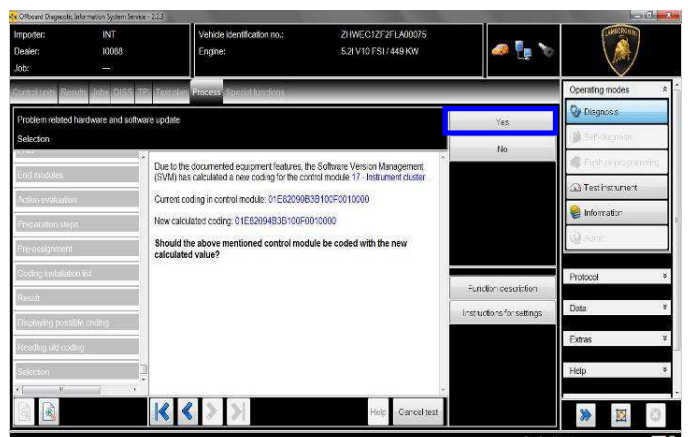 Offboard Diagnostic Information System Service - 2.2.3
Importer: INT
Vehicle identification no.: ZHWEC1ZF2FLA00075
Dealer: I0088
Engine: 5.2l V10 FSI / 449 KW
Job: ---
LAMBORGHINI
Control units Results Jobs DISS TPI Test plan Process Special functions
Operating modes
Problem related hardware and software update
Selection
Yes
No
Diagnosis
Self-diagnosis
Flash reprogramming
Test instrument
Information
Admin
End modules
Action evaluation
Preparation steps
Pre-assignment
Coding installation list
Result
Displaying possible coding
Reading old coding
Selection
Due to the documented equipment features, the Software Version Management
(SVM) has calculated a new coding for the control module 17 - Instrument cluster .
Current coding in control module: 01E82090B3B100F0010000
New calculated coding: 01E82094B3B100F0010000
Should the above mentioned control module be coded with the new
calculated value?
Function description
Instructions for settings
Protocol
Data
Extras
Help
Help
Cancel test